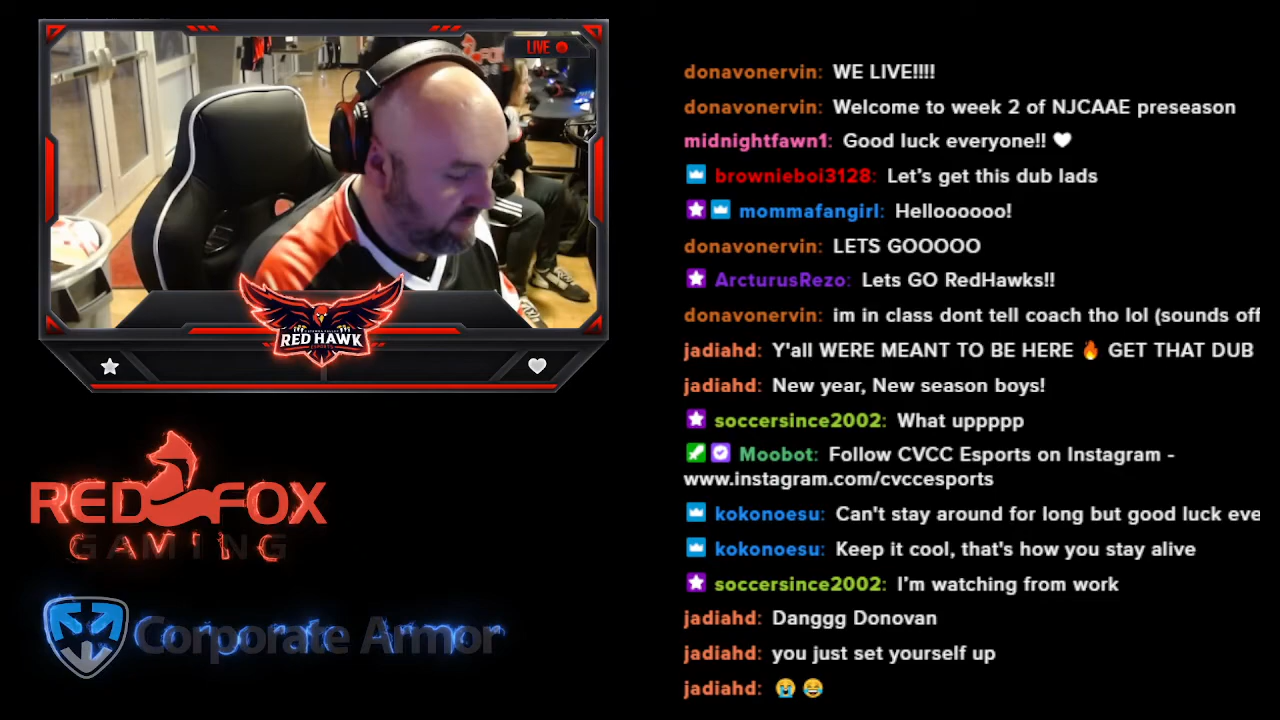 LIVE
FOX
RED HAWK
RED FOX
GAMING
Corporate Armor
donavonervin: WE LIVE!!!!
donavonervin: Welcome to week 2 of NJCAAE preseason
midnightfawn1: Good luck everyone!! 🤍
brownieboi3128: Let's get this dub lads
mommafangirl: Helloooooo!
donavonervin: LETS GOOOOO
ArcturusRezo: Lets GO RedHawks!!
donavonervin: im in class dont tell coach tho lol (sounds off
jadiahd: Y'all WERE MEANT TO BE HERE 🔥 GET THAT DUB
jadiahd: New year, New season boys!
soccersince2002: What uppppp
Moobot: Follow CVCC Esports on Instagram -
www.instagram.com/cvccesports
kokonoesu: Can't stay around for long but good luck eve
kokonoesu: Keep it cool, that's how you stay alive
soccersince2002: I'm watching from work
jadiahd: Danggg Donovan
jadiahd: you just set yourself up
jadiahd: 😭 😂